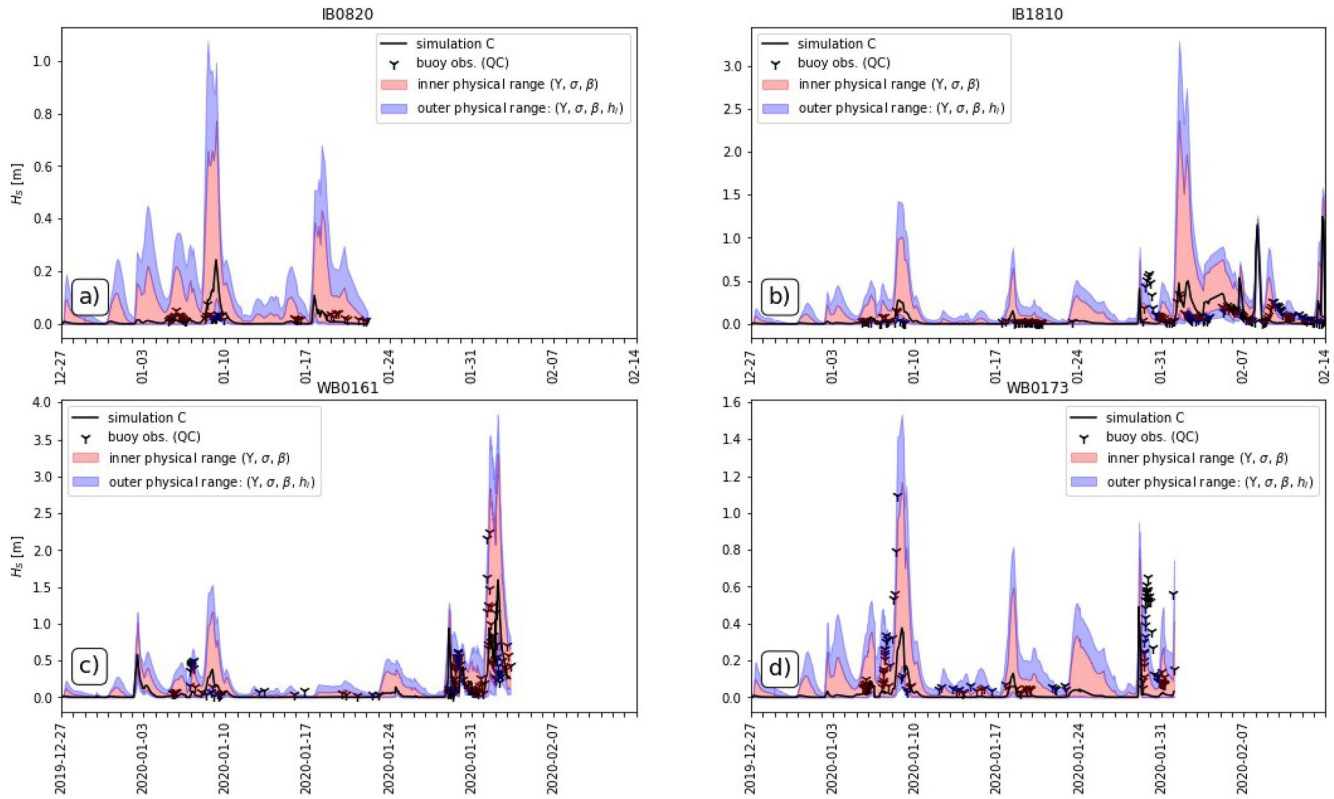 IB0820
simulation C
buoy obs. (QC)
inner physical range (Υ, σ, β)
outer physical range: (Υ, σ, β, hₗ)
Hₛ [m]
1.0
0.8
0.6
0.4
0.2
0.0
a)
12-27
01-03
01-10
01-17
01-24
01-31
02-07
02-14
IB1810
simulation C
buoy obs. (QC)
inner physical range (Υ, σ, β)
outer physical range: (Υ, σ, β, hₗ)
3.0
2.5
2.0
1.5
1.0
0.5
0.0
b)
12-27
01-03
01-10
01-17
01-24
01-31
02-07
02-14
WB0161
simulation C
buoy obs. (QC)
inner physical range (Υ, σ, β)
outer physical range: (Υ, σ, β, hₗ)
Hₛ [m]
4.0
3.5
3.0
2.5
2.0
1.5
1.0
0.5
0.0
c)
2019-12-27
2020-01-03
2020-01-10
2020-01-17
2020-01-24
2020-01-31
2020-02-07
WB0173
simulation C
buoy obs. (QC)
inner physical range (Υ, σ, β)
outer physical range: (Υ, σ, β, hₗ)
1.6
1.4
1.2
1.0
0.8
0.6
0.4
0.2
0.0
d)
2019-12-27
2020-01-03
2020-01-10
2020-01-17
2020-01-24
2020-01-31
2020-02-07